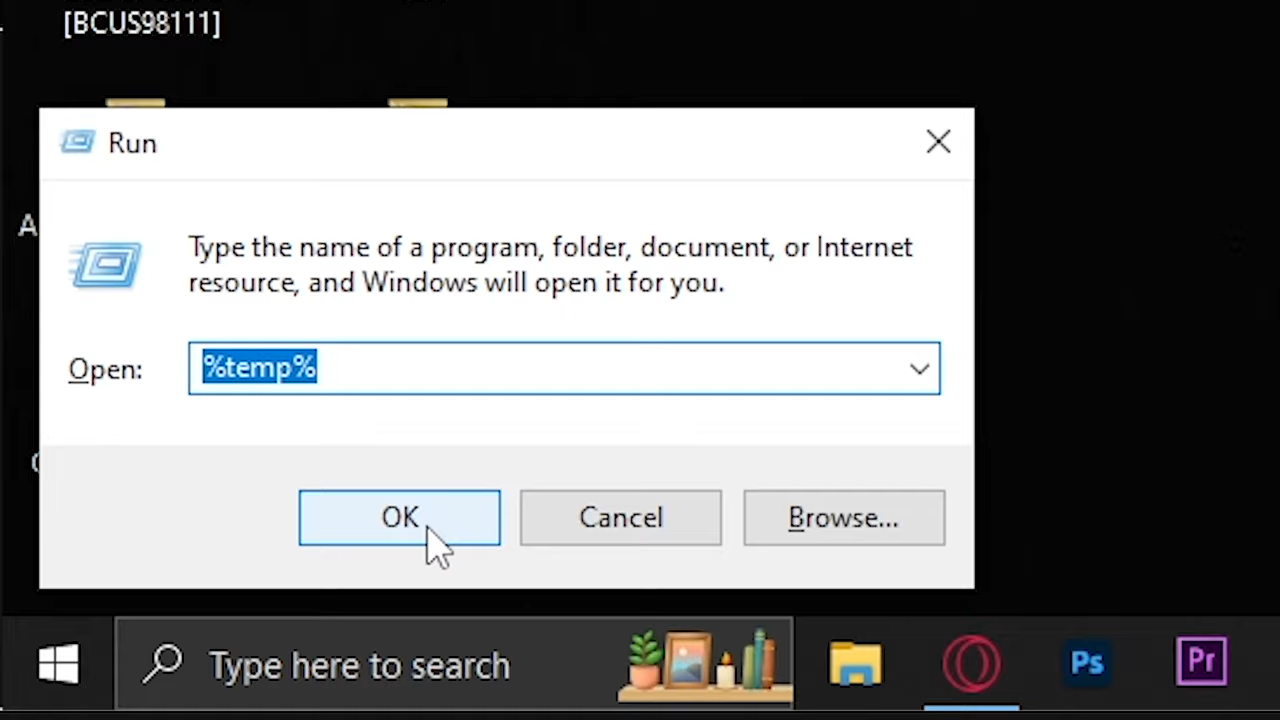 [BCUS98111]
Run
A
Type the name of a program, folder, document, or Internet
resource, and Windows will open it for you.
Open:
%temp%
OK
Cancel
Browse...
Type here to search
Ps
Pr